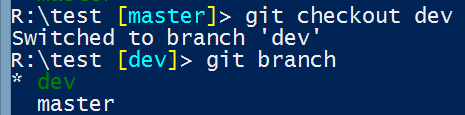 R:\test [master]> git checkout dev
Switched to branch 'dev'
R:\test [dev]> git branch
* dev
  master